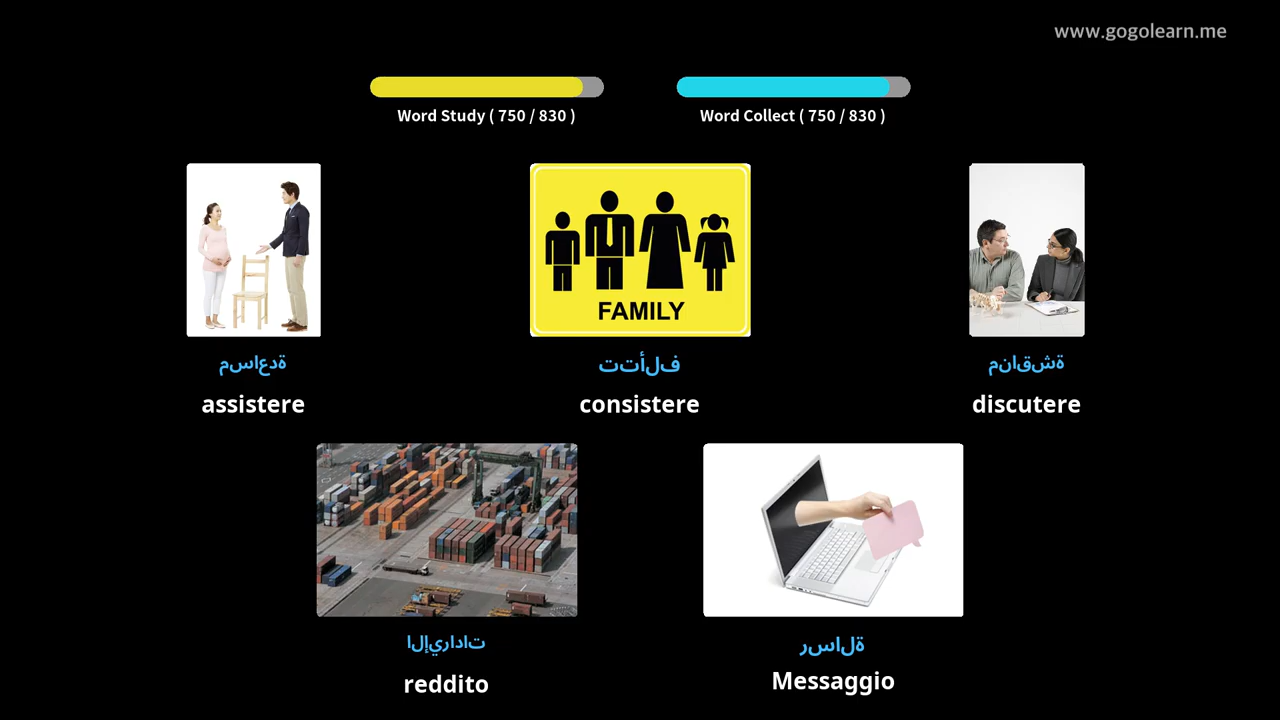 www.gogolearn.me
Word Study ( 750 / 830 )
Word Collect ( 750 / 830 )
FAMILY
مساعدة
تتألف
مناقشة
assistere
consistere
discutere
الإيرادات
رسالة
reddito
Messaggio